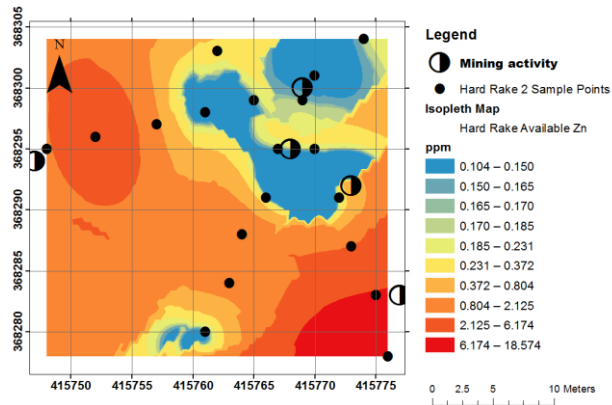 368305
368300
368295
368290
368285
368280
N
415750 415755 415760 415765 415770 415775
Legend
Mining activity
Hard Rake 2 Sample Points
Isopleth Map
Hard Rake Available Zn
ppm
0.104 – 0.150
0.150 – 0.165
0.165 – 0.170
0.170 – 0.185
0.185 – 0.231
0.231 – 0.372
0.372 – 0.804
0.804 – 2.125
2.125 – 6.174
6.174 – 18.574
0 2.5 5 10 Meters